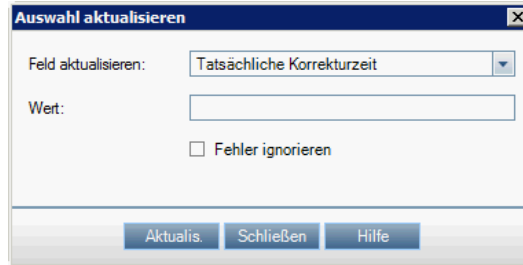 Auswahl aktualisieren
Feld aktualisieren: Tatsächliche Korrekturzeit
Wert:
Fehler ignorieren
Aktualis. Schließen Hilfe